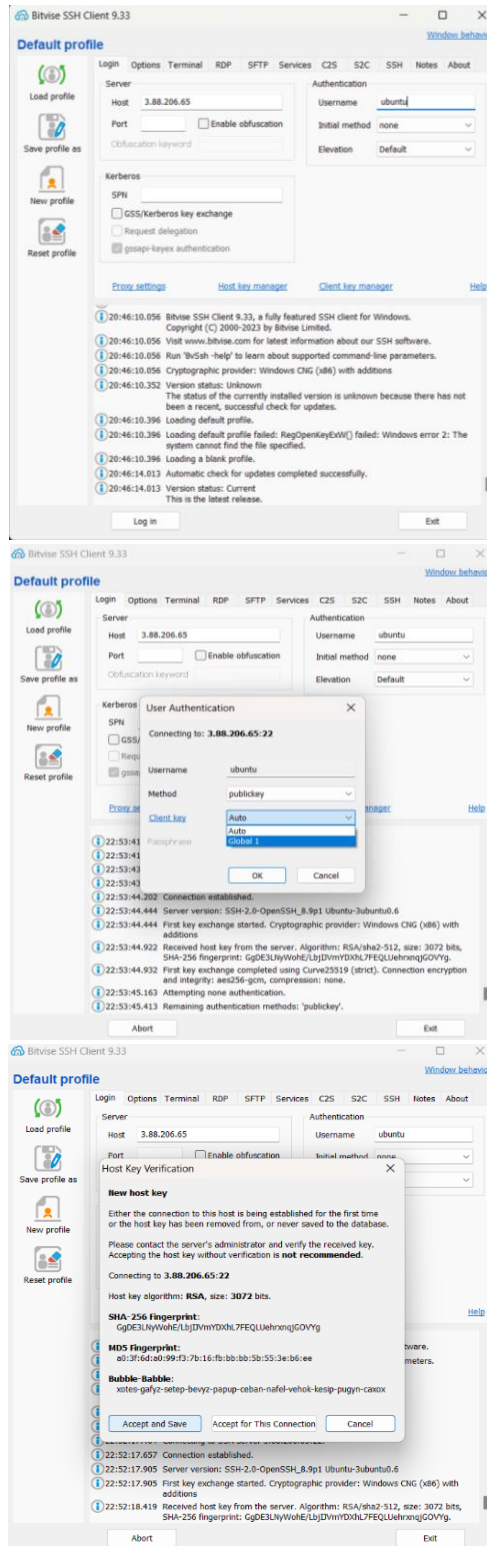 Bitvise SSH Client 9.33
Window behavio
Default profile
Login Options Terminal RDP SFTP Services C2S S2C SSH Notes About
Load profile
Save profile as
New profile
Reset profile
Server
Host 3.88.206.65
Port Enable obfuscation
Obfuscation keyword
Authentication
Username ubuntu
Initial method none
Elevation Default
Kerberos
SPN
GSS/Kerberos key exchange
Request delegation
gssapi-keyex authentication
Proxy settings Host key manager Client key manager Help
20:46:10.056 Bitvise SSH Client 9.33, a fully featured SSH client for Windows.
Copyright (C) 2000-2023 by Bitvise Limited.
20:46:10.056 Visit www.bitvise.com for latest information about our SSH software.
20:46:10.056 Run 'BvSsh -help' to learn about supported command-line parameters.
20:46:10.056 Cryptographic provider: Windows CNG (x86) with additions
20:46:10.352 Version status: Unknown
The status of the currently installed version is unknown because there has not
been a recent, successful check for updates.
20:46:10.396 Loading default profile.
20:46:10.396 Loading default profile failed: RegOpenKeyExW() failed: Windows error 2: The
system cannot find the file specified.
20:46:10.396 Loading a blank profile.
20:46:14.013 Automatic check for updates completed successfully.
20:46:14.013 Version status: Current
This is the latest release.
Log in Exit
Bitvise SSH Client 9.33
Window behavio
Default profile
Login Options Terminal RDP SFTP Services C2S S2C SSH Notes About
Load profile
Save profile as
New profile
Reset profile
Server
Host 3.88.206.65
Port Enable obfuscation
Obfuscation keyword
Authentication
Username ubuntu
Initial method none
Elevation Default
Kerberos
SPN
GSS/
Requ
gssa
Proxy se
nager Help
User Authentication
Connecting to: 3.88.206.65:22
Username ubuntu
Method publickey
Client key Auto
Auto
Global 1
Passphrase
OK Cancel
22:53:41
22:53:41
22:53:43
22:53:43
22:53:44.202 Connection established.
22:53:44.444 Server version: SSH-2.0-OpenSSH_8.9p1 Ubuntu-3ubuntu0.6
22:53:44.444 First key exchange started. Cryptographic provider: Windows CNG (x86) with
additions
22:53:44.922 Received host key from the server. Algorithm: RSA/sha2-512, size: 3072 bits,
SHA-256 fingerprint:
22:53:44.932 First key exchange completed using Curve25519 (strict). Connection encryption
and integrity: aes256-gcm, compression: none.
22:53:45.163 Attempting none authentication.
22:53:45.413 Remaining authentication methods: 'publickey'.
Abort Exit
Bitvise SSH Client 9.33
Window behavio
Default profile
Login Options Terminal RDP SFTP Services C2S S2C SSH Notes About
Load profile
Save profile as
New profile
Reset profile
Server
Host 3.88.206.65
Port Enable obfuscation
Authentication
Username ubuntu
Initial method none
Help
Host Key Verification
New host key
Either the connection to this host is being established for the first time
or the host key has been removed from, or never saved to the database.
Please contact the server's administrator and verify the received key.
Accepting the host key without verification is not recommended.
Connecting to 3.88.206.65:22
Host key algorithm: RSA, size: 3072 bits.
SHA-256 Fingerprint:
MD5 Fingerprint:
a0:3f:6d:a0:99:f3:7b:16:fb:bb:bb:5b:55:3e:b6:ee
Bubble-Babble:
xotes-gafyz-setep-bevyz-papup-ceban-nafel-vehok-kesip-pugyn-caxox
Accept and Save Accept for This Connection Cancel
tware.
meters.
22:52:17.657 Connection established.
22:52:17.905 Server version: SSH-2.0-OpenSSH_8.9p1 Ubuntu-3ubuntu0.6
22:52:17.905 First key exchange started. Cryptographic provider: Windows CNG (x86) with
additions
22:52:18.419 Received host key from the server. Algorithm: RSA/sha2-512, size: 3072 bits,
SHA-256 fingerprint:
Abort Exit